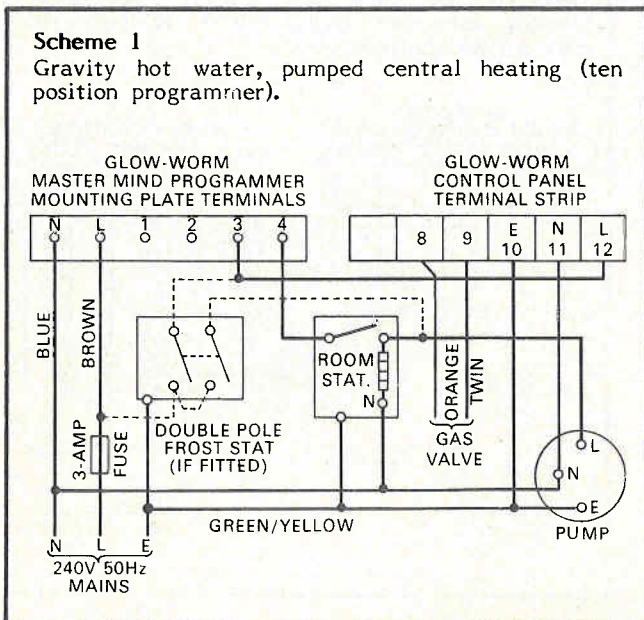 Scheme 1
Gravity hot water, pumped central heating (ten
position programmer).
GLOW-WORM
MASTER MIND PROGRAMMER
MOUNTING PLATE TERMINALS
GLOW-WORM
CONTROL PANEL
TERMINAL STRIP
N L 1 2 3 4
8 9 E 10 N 11 L 12
BLUE
BROWN
3-AMP
FUSE
DOUBLE POLE
FROST STAT
(IF FITTED)
ROOM
STAT.
N
ORANGE
TWIN
GAS
VALVE
L
N
E
PUMP
GREEN/YELLOW
N L E
240V 50Hz
MAINS